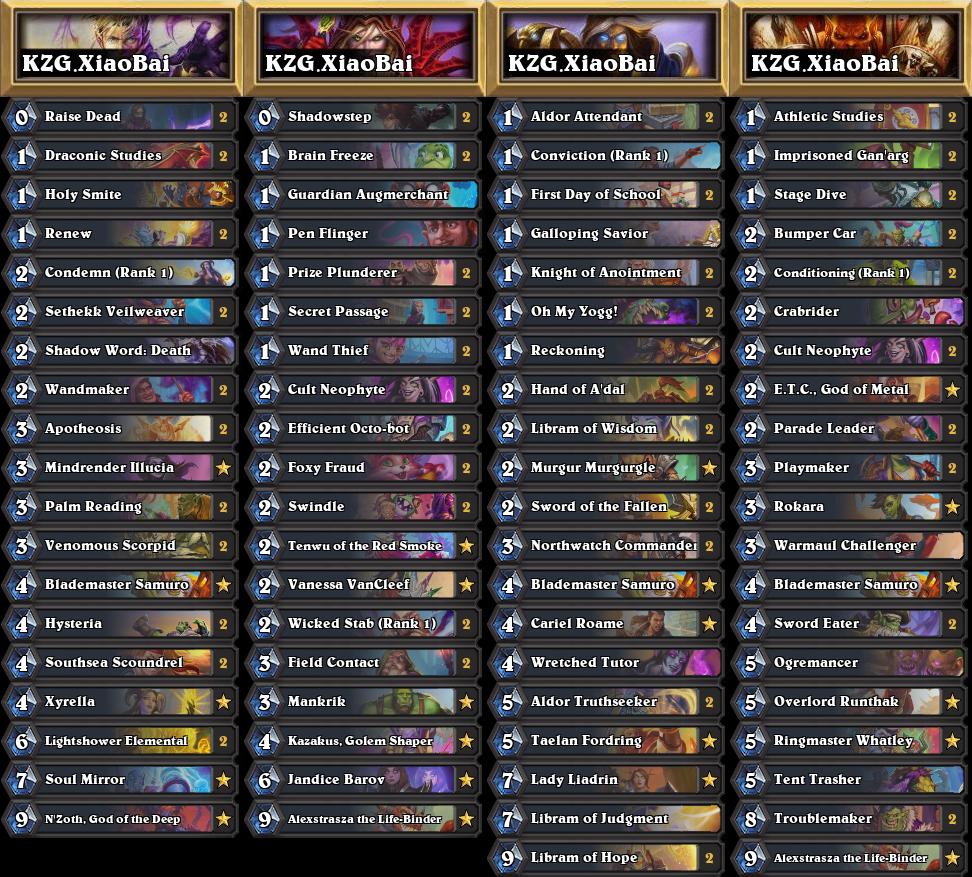 KZG.XiaoBai
0 Raise Dead 2
1 Draconic Studies 2
1 Holy Smite 2
1 Renew 2
2 Condemn (Rank 1)
2 Sethekk Veilweaver 2
2 Shadow Word: Death
2 Wandmaker 2
3 Apotheosis 2
3 Mindrender Illucia
3 Palm Reading 2
3 Venomous Scorpid 2
4 Blademaster Samuro
4 Hysteria 2
4 Southsea Scoundrel 2
4 Xyrella
6 Lightshower Elemental 2
7 Soul Mirror
9 N'Zoth, God of the Deep
KZG.XiaoBai
0 Shadowstep 2
1 Brain Freeze 2
1 Guardian Augmerchant
1 Pen Flinger
1 Prize Plunderer 2
1 Secret Passage 2
1 Wand Thief 2
2 Cult Neophyte 2
2 Efficient Octo-bot 2
2 Foxy Fraud 2
2 Swindle 2
2 Tenwu of the Red Smoke
2 Vanessa VanCleef
2 Wicked Stab (Rank 1) 2
3 Field Contact 2
3 Mankrik
4 Kazakus, Golem Shaper
6 Jandice Barov
9 Alexstrasza the Life-Binder
KZG.XiaoBai
1 Aldor Attendant 2
1 Conviction (Rank 1)
1 First Day of School 2
1 Galloping Savior
1 Knight of Anointment 2
1 Oh My Yogg! 2
1 Reckoning
2 Hand of A'dal 2
2 Libram of Wisdom 2
2 Murgur Murgurgle
2 Sword of the Fallen 2
3 Northwatch Commander 2
4 Blademaster Samuro
4 Cariel Roame
4 Wretched Tutor
5 Aldor Truthseeker 2
5 Taelan Fordring
7 Lady Liadrin
7 Libram of Judgment
9 Libram of Hope 2
KZG.XiaoBai
1 Athletic Studies 2
1 Imprisoned Gan'arg 2
1 Stage Dive 2
2 Bumper Car 2
2 Conditioning (Rank 1) 2
2 Crabrider
2 Cult Neophyte 2
2 E.T.C., God of Metal
2 Parade Leader 2
3 Playmaker 2
3 Rokara
3 Warmaul Challenger
4 Blademaster Samuro
4 Sword Eater 2
5 Ogremancer
5 Overlord Runthak
5 Ringmaster Whatley
5 Tent Trasher
8 Troublemaker 2
9 Alexstrasza the Life-Binder